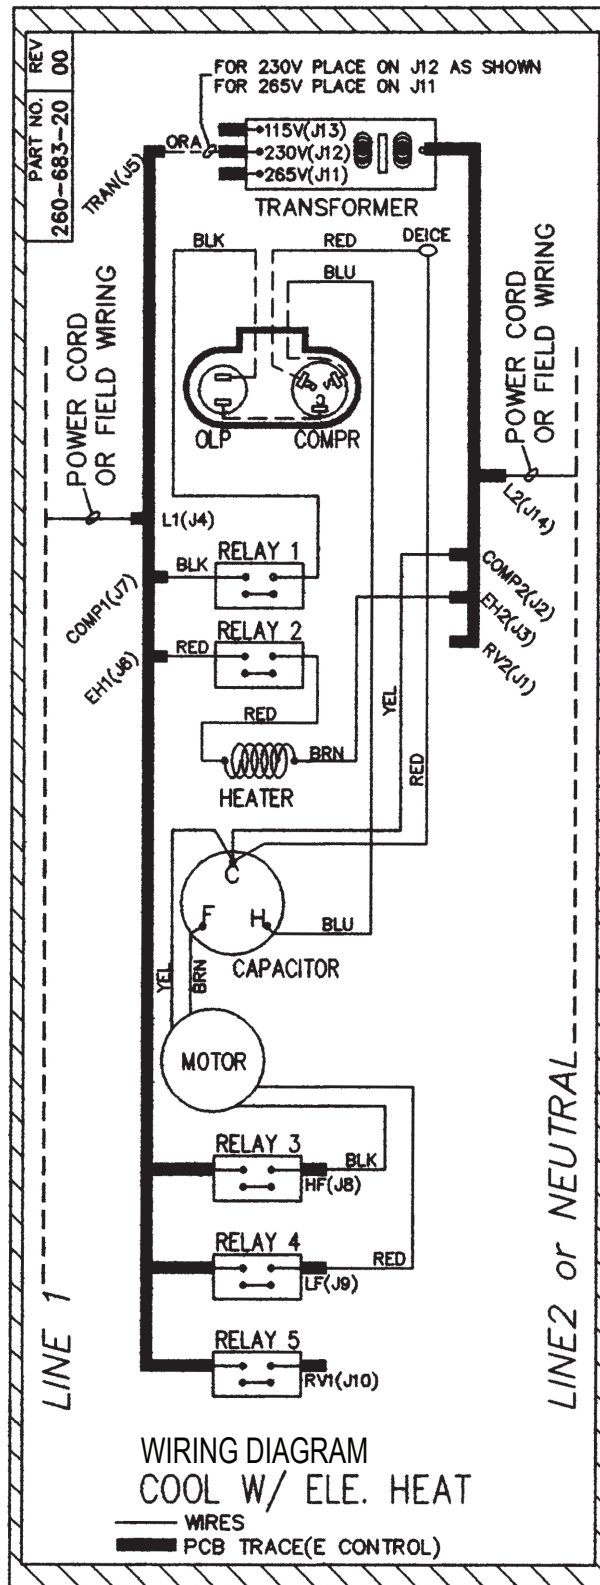 PART NO.
260-683-20
REV
00
FOR 230V PLACE ON J12 AS SHOWN
FOR 265V PLACE ON J11
ORA
TRAN(J5)
115V(J13)
230V(J12)
265V(J11)
TRANSFORMER
BLK
RED
DEICE
BLU
POWER CORD
OR FIELD WIRING
POWER CORD
OR FIELD WIRING
OLP
COMPR
C
L1(J4)
L2(J14)
RELAY 1
BLK
COMP1(J7)
COMP2(J2)
EH2(J3)
RV2(J1)
RELAY 2
RED
EH1(J6)
RED
YEL
RED
BRN
HEATER
C
F
H
BLU
CAPACITOR
YEL
BRN
MOTOR
RELAY 3
BLK
HF(J8)
RELAY 4
RED
LF(J9)
RELAY 5
RV1(J10)
LINE 1
LINE2 or NEUTRAL
WIRING DIAGRAM
COOL W/ ELE. HEAT
WIRES
PCB TRACE(E CONTROL)